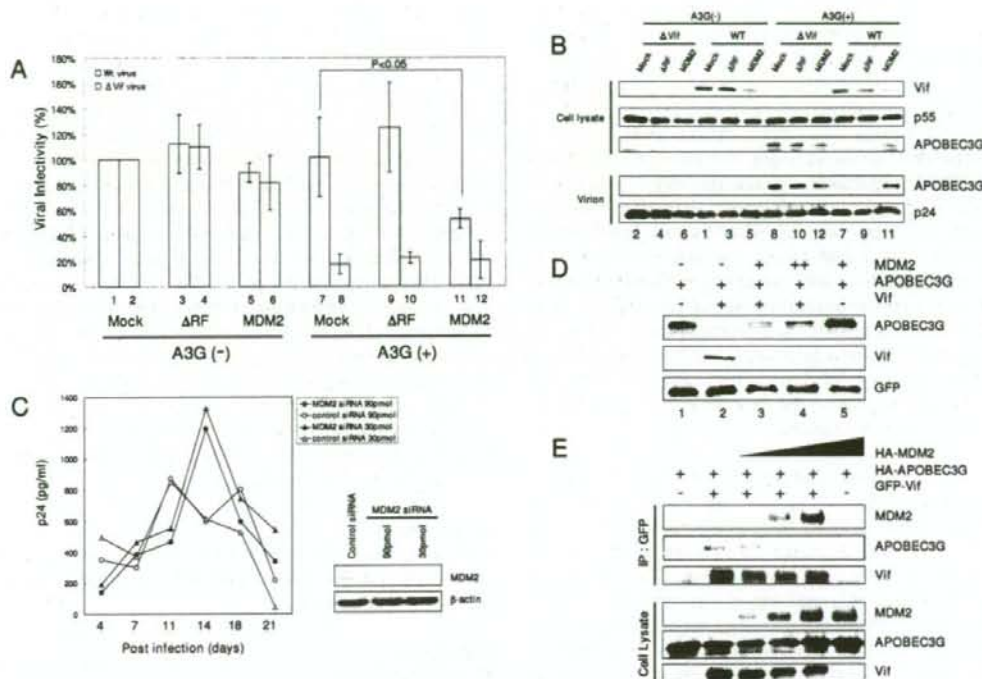 A
Viral Infectivity (%)
180%
160%
140%
120%
100%
80%
60%
40%
20%
0%
Wt virus
ΔVif virus
P<0.05
1 2 3 4 5 6 7 8 9 10 11 12
Mock ΔRF MDM2 Mock ΔRF MDM2
A3G (-) A3G (+)
B
A3G(-) A3G(+)
ΔVif WT ΔVif WT
Mock ΔRF MDM2 Mock ΔRF MDM2 Mock ΔRF MDM2 Mock ΔRF MDM2
Cell lysate
Vif
p55
APOBEC3G
Virion
APOBEC3G
p24
2 4 6 1 3 5 8 10 12 7 9 11
C
p24 (pg/ml)
1400
1200
1000
800
600
400
200
0
4 7 11 14 18 21
Post infection (days)
MDM2 siRNA 90pmol
control siRNA 90pmol
MDM2 siRNA 30pmol
control siRNA 30pmol
Control siRNA
MDM2 siRNA
90pmol 30pmol
MDM2
β-actin
D
- - + ++ + MDM2
+ + + + + APOBEC3G
- + + + - Vif
APOBEC3G
Vif
GFP
1 2 3 4 5
E
HA-MDM2
+ + + + + + HA-APOBEC3G
- + + + + - GFP-Vif
IP : GFP
MDM2
APOBEC3G
Vif
Cell Lysate
MDM2
APOBEC3G
Vif